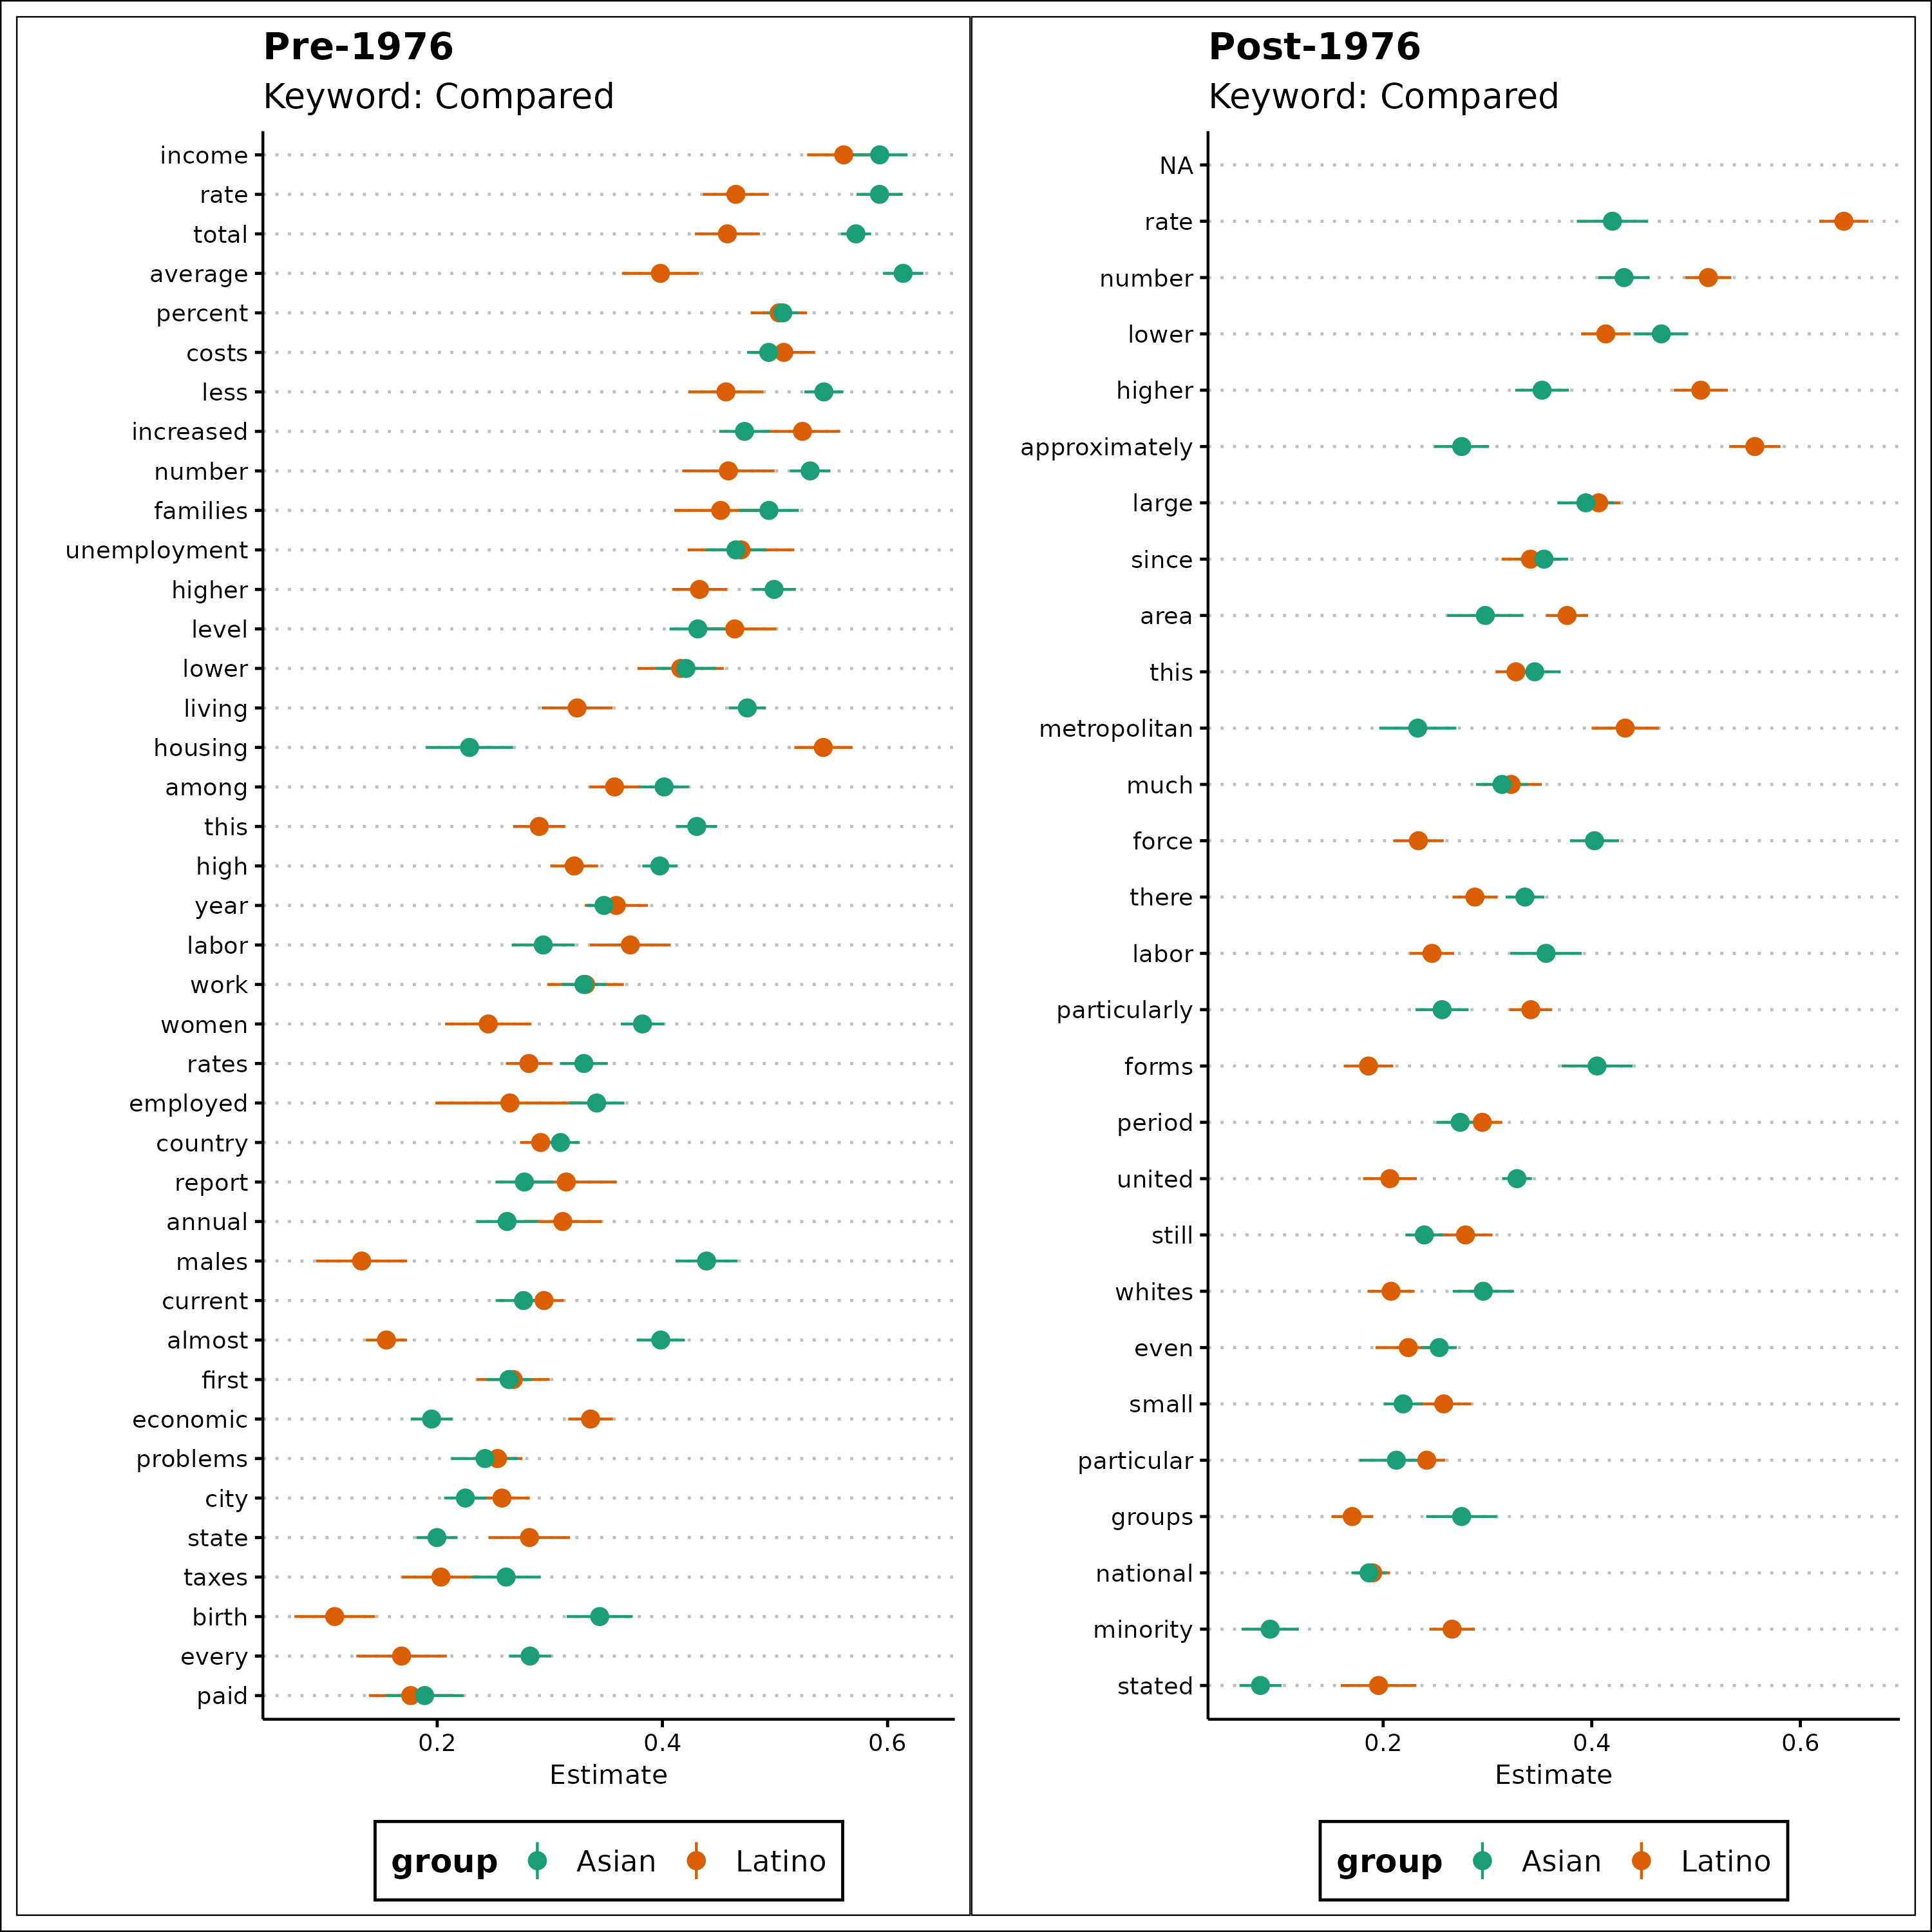 Pre-1976
Keyword: Compared
income
rate
total
average
percent
costs
less
increased
number
families
unemployment
higher
level
lower
living
housing
among
this
high
year
labor
work
women
rates
employed
country
report
annual
males
current
almost
first
economic
problems
city
state
taxes
birth
every
paid
0.2 0.4 0.6
Estimate
group Asian Latino
Post-1976
Keyword: Compared
NA
rate
number
lower
higher
approximately
large
since
area
this
metropolitan
much
force
there
labor
particularly
forms
period
united
still
whites
even
small
particular
groups
national
minority
stated
0.2 0.4 0.6
Estimate
group Asian Latino